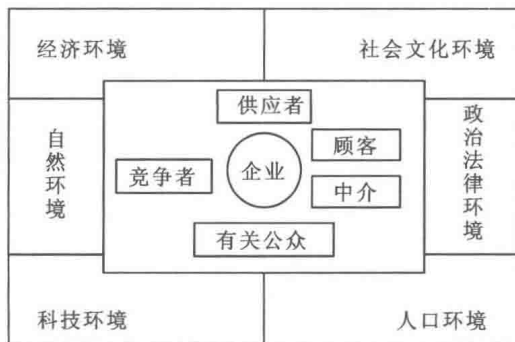 经济环境
社会文化环境
供应者
自然环境
竞争者
企业
顾客
中介
政治法律环境
有关公众
科技环境
人口环境